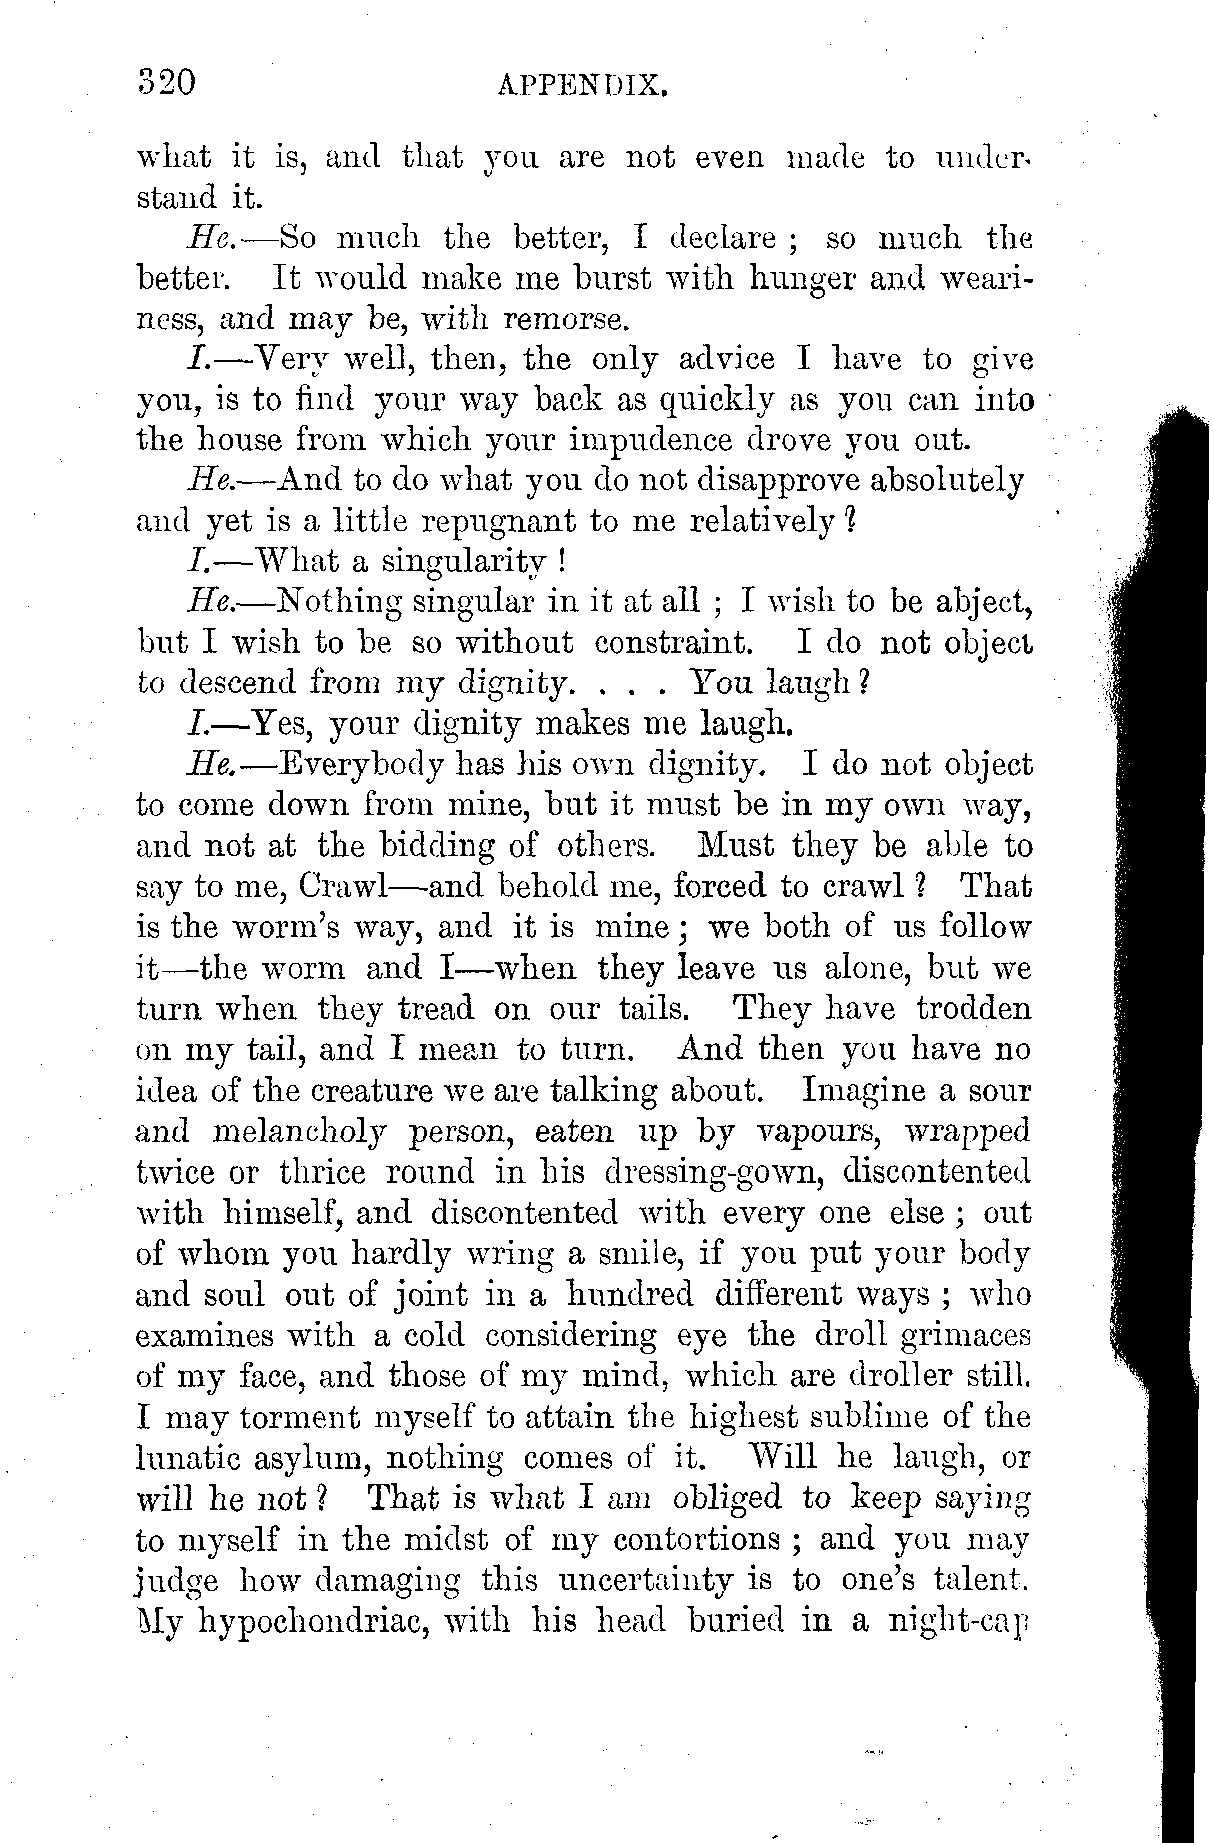 320 APPENDIX.
what it is, and that you are not even made to under-
stand it.
He.—So much the better, I declare ; so much the
better. It would make me burst with hunger and weari-
ness, and may be, with remorse.
I.—Very well, then, the only advice I have to give
you, is to find your way back as quickly as you can into
the house from which your impudence drove you out.
He.—And to do what you do not disapprove absolutely
and yet is a little repugnant to me relatively ?
I.—What a singularity !
He.—Nothing singular in it at all ; I wish to be abject,
but I wish to be so without constraint. I do not object
to descend from my dignity. . . . You laugh ?
I.—Yes, your dignity makes me laugh.
He.—Everybody has his own dignity. I do not object
to come down from mine, but it must be in my own way,
and not at the bidding of others. Must they be able to
say to me, Crawl—and behold me, forced to crawl ? That
is the worm's way, and it is mine ; we both of us follow
it—the worm and I—when they leave us alone, but we
turn when they tread on our tails. They have trodden
on my tail, and I mean to turn. And then you have no
idea of the creature we are talking about. Imagine a sour
and melancholy person, eaten up by vapours, wrapped
twice or thrice round in his dressing-gown, discontented
with himself, and discontented with every one else ; out
of whom you hardly wring a smile, if you put your body
and soul out of joint in a hundred different ways ; who
examines with a cold considering eye the droll grimaces
of my face, and those of my mind, which are droller still.
I may torment myself to attain the highest sublime of the
lunatic asylum, nothing comes of it. Will he laugh, or
will he not ? That is what I am obliged to keep saying
to myself in the midst of my contortions ; and you may
judge how damaging this uncertainty is to one's talent.
My hypochondriac, with his head buried in a night-cap